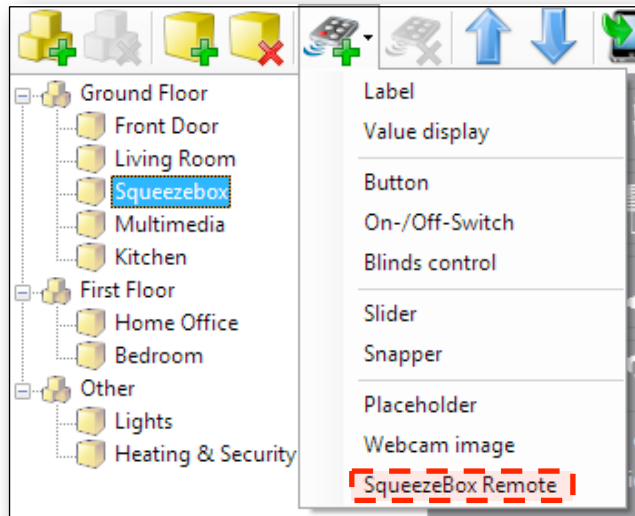 Ground Floor
Front Door
Living Room
Squeezebox
Multimedia
Kitchen
First Floor
Home Office
Bedroom
Other
Lights
Heating & Security
Label
Value display
Button
On-/Off-Switch
Blinds control
Slider
Snapper
Placeholder
Webcam image
SqueezeBox Remote